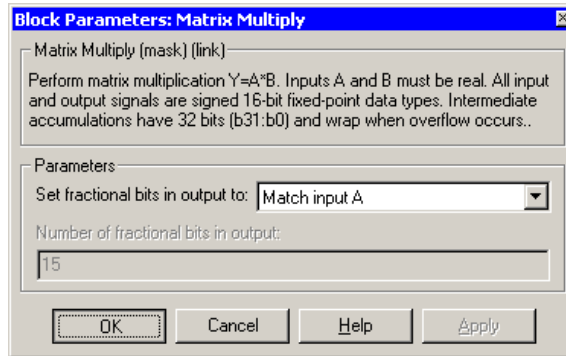 Block Parameters: Matrix Multiply
Matrix Multiply (mask) (link)
Perform matrix multiplication Y=A*B. Inputs A and B must be real. All input
and output signals are signed 16-bit fixed-point data types. Intermediate
accumulations have 32 bits (b31:b0) and wrap when overflow occurs..
Parameters
Set fractional bits in output to: Match input A
Number of fractional bits in output:
15
OK Cancel Help Apply